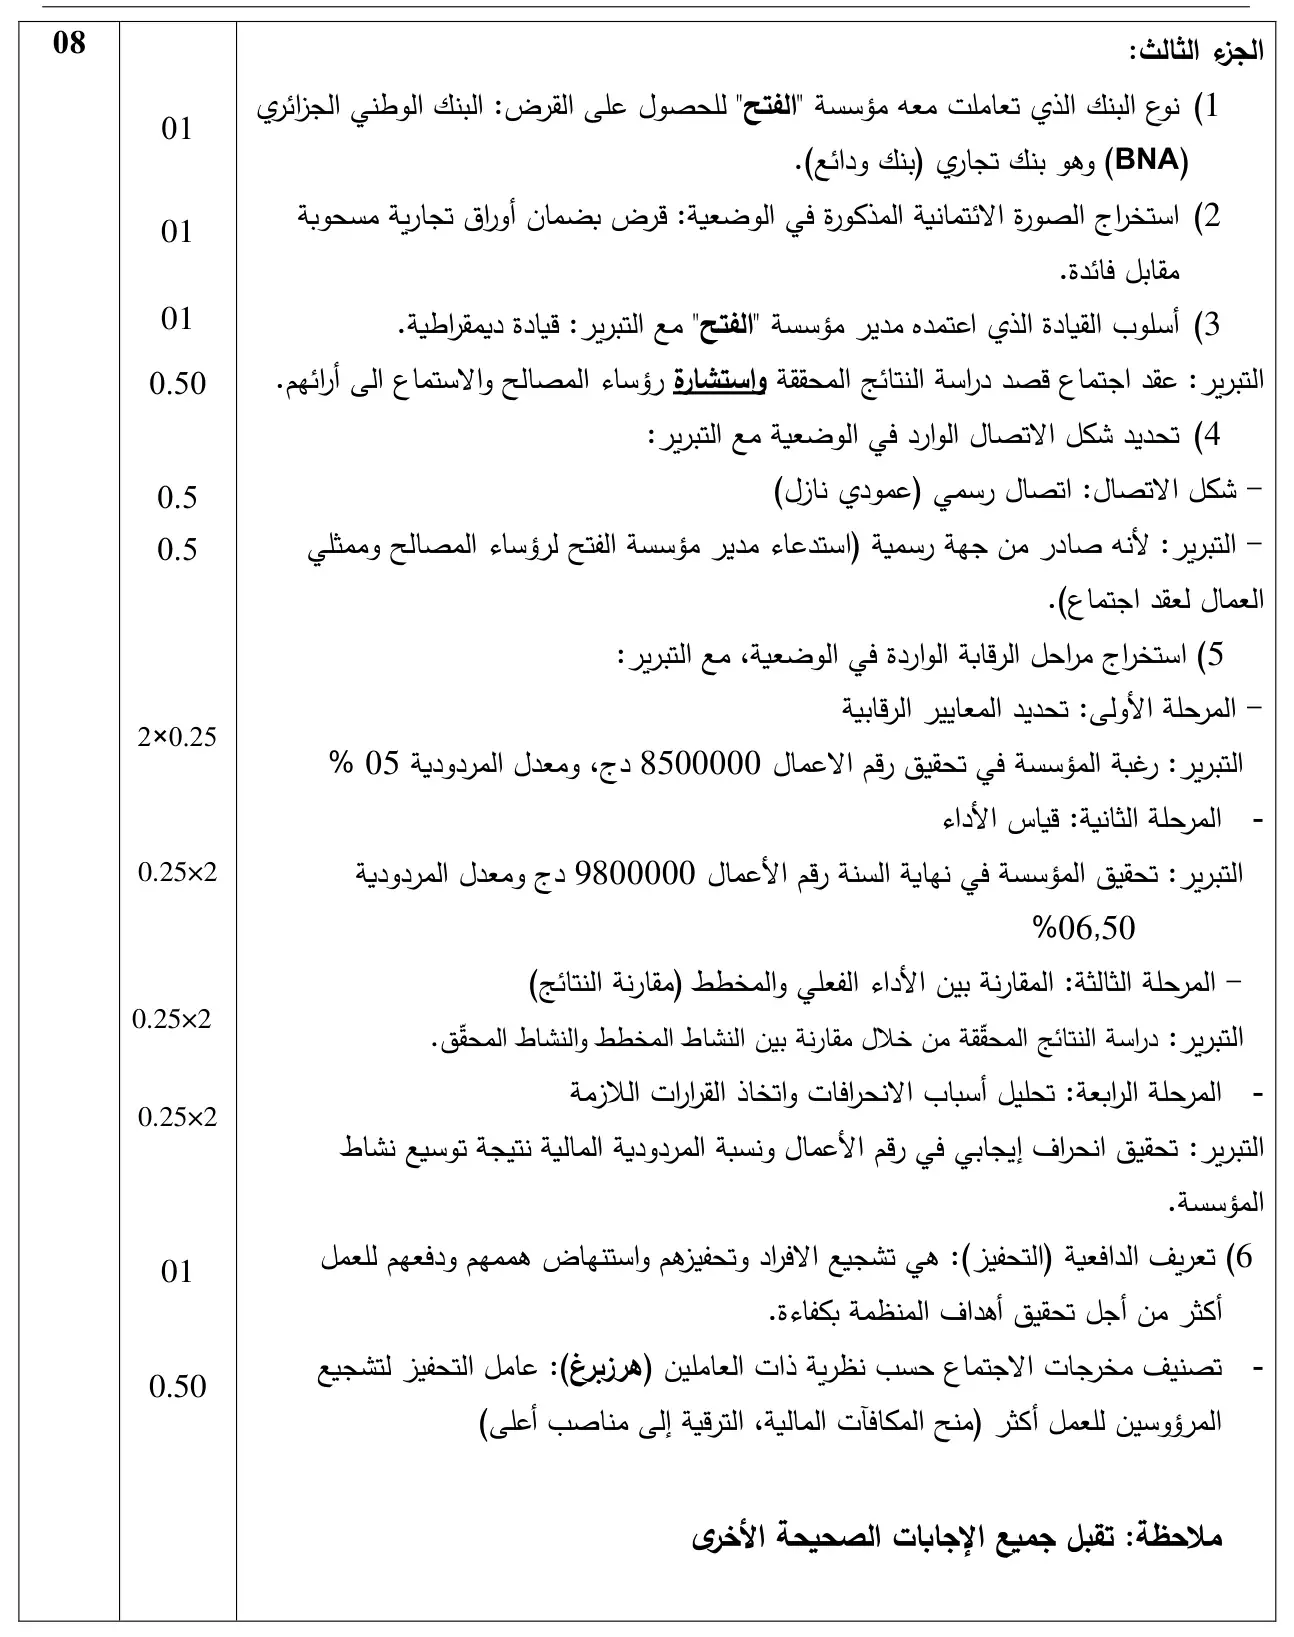 08
الجزء الثالث:
1) نوع البنك الذي تعاملت معه مؤسسة "الفتح" للحصول على القرض: البنك الوطني الجزائري
01
(BNA) وهو بنك تجاري (بنك ودائع).
2) استخراج الصورة الائتمانية المذكورة في الوضعية: قرض بضمان أوراق تجارية مسحوبة
01
مقابل فائدة.
3) أسلوب القيادة الذي اعتمده مدير مؤسسة "الفتح" مع التبرير: قيادة ديمقراطية.
01
التبرير: عقد اجتماع قصد دراسة النتائج المحققة واستشارة رؤساء المصالح والاستماع الى أرائهم.
0.50
4) تحديد شكل الاتصال الوارد في الوضعية مع التبرير:
– شكل الاتصال: اتصال رسمي (عمودي نازل)
0.5
– التبرير: لأنه صادر من جهة رسمية (استدعاء مدير مؤسسة الفتح لرؤساء المصالح وممثلي
0.5
العمال لعقد اجتماع).
5) استخراج مراحل الرقابة الواردة في الوضعية، مع التبرير:
– المرحلة الأولى: تحديد المعايير الرقابية
2×0.25
التبرير: رغبة المؤسسة في تحقيق رقم الاعمال 8500000 دج، ومعدل المردودية 05 %
- المرحلة الثانية: قياس الأداء
التبرير: تحقيق المؤسسة في نهاية السنة رقم الأعمال 9800000 دج ومعدل المردودية
0.25×2
%06,50
– المرحلة الثالثة: المقارنة بين الأداء الفعلي والمخطط (مقارنة النتائج)
0.25×2
التبرير: دراسة النتائج المحقّقة من خلال مقارنة بين النشاط المخطط والنشاط المحقّق.
- المرحلة الرابعة: تحليل أسباب الانحرافات واتخاذ القرارات اللازمة
0.25×2
التبرير: تحقيق انحراف إيجابي في رقم الأعمال ونسبة المردودية المالية نتيجة توسيع نشاط
المؤسسة.
6) تعريف الدافعية (التحفيز): هي تشجيع الافراد وتحفيزهم واستنهاض هممهم ودفعهم للعمل
01
أكثر من أجل تحقيق أهداف المنظمة بكفاءة.
- تصنيف مخرجات الاجتماع حسب نظرية ذات العاملين (هرزبرغ): عامل التحفيز لتشجيع
0.50
المرؤوسين للعمل أكثر (منح المكافآت المالية، الترقية إلى مناصب أعلى)
ملاحظة: تقبل جميع الإجابات الصحيحة الأخرى